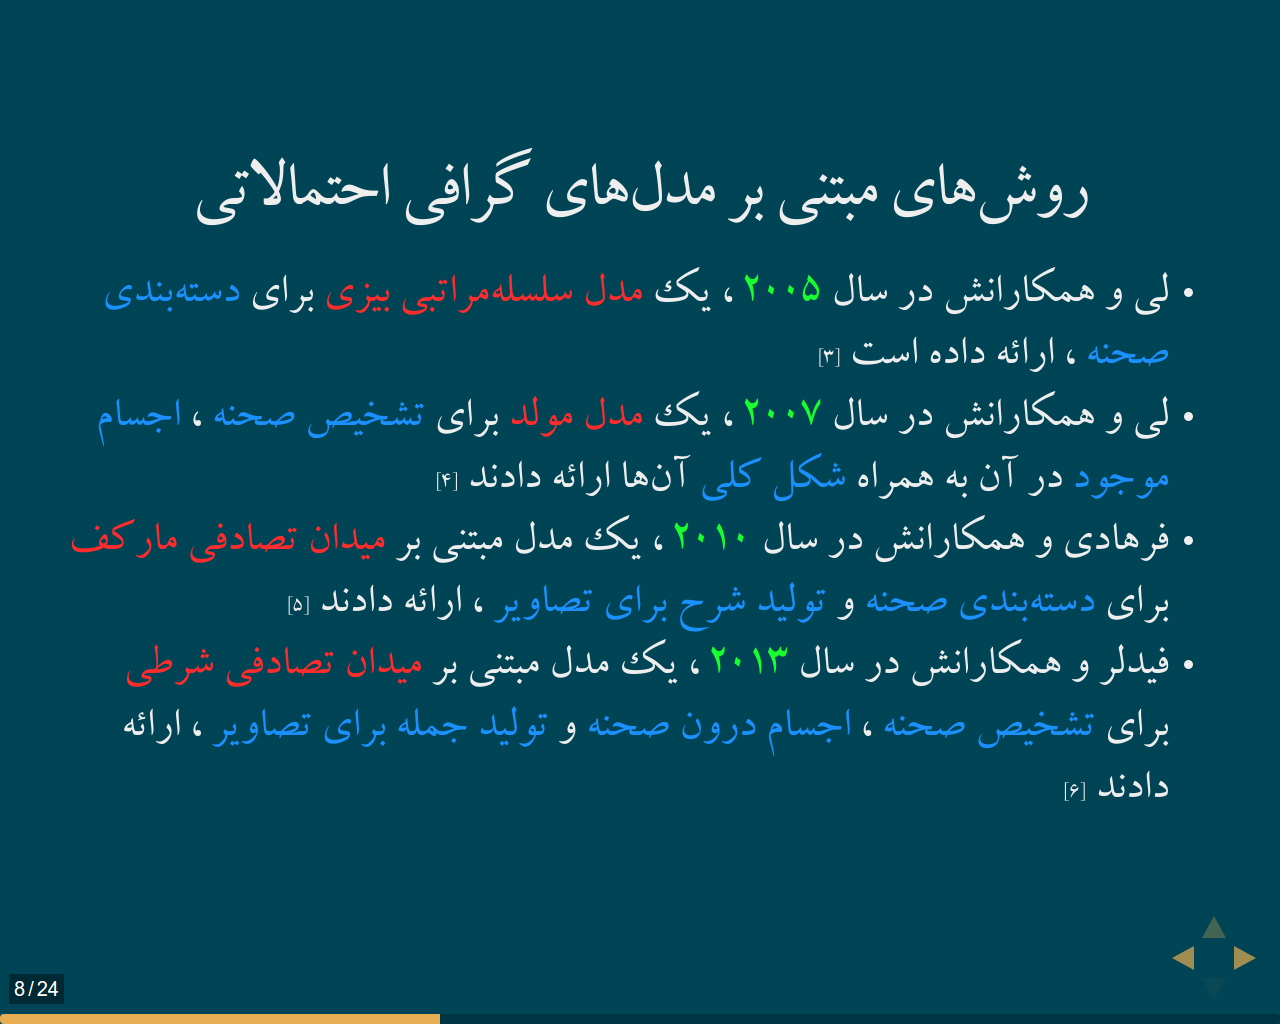 روش‌های مبتنی بر مدل‌های گرافی احتمالاتی
• لی و همکارانش در سال ۲۰۰۵ ، یک مدل سلسله‌مراتبی بیزی برای دسته‌بندی
صحنه ، ارائه داده است [۳]
• لی و همکارانش در سال ۲۰۰۷ ، یک مدل مولد برای تشخیص صحنه ، اجسام
موجود در آن به همراه شکل کلی آن‌ها ارائه دادند [۴]
• فرهادی و همکارانش در سال ۲۰۱۰ ، یک مدل مبتنی بر میدان تصادفی مارکف
برای دسته‌بندی صحنه و تولید شرح برای تصاویر ، ارائه دادند [۵]
• فیدلر و همکارانش در سال ۲۰۱۳ ، یک مدل مبتنی بر میدان تصادفی شرطی
برای تشخیص صحنه ، اجسام درون صحنه و تولید جمله برای تصاویر ، ارائه
دادند [۶]
8 / 24